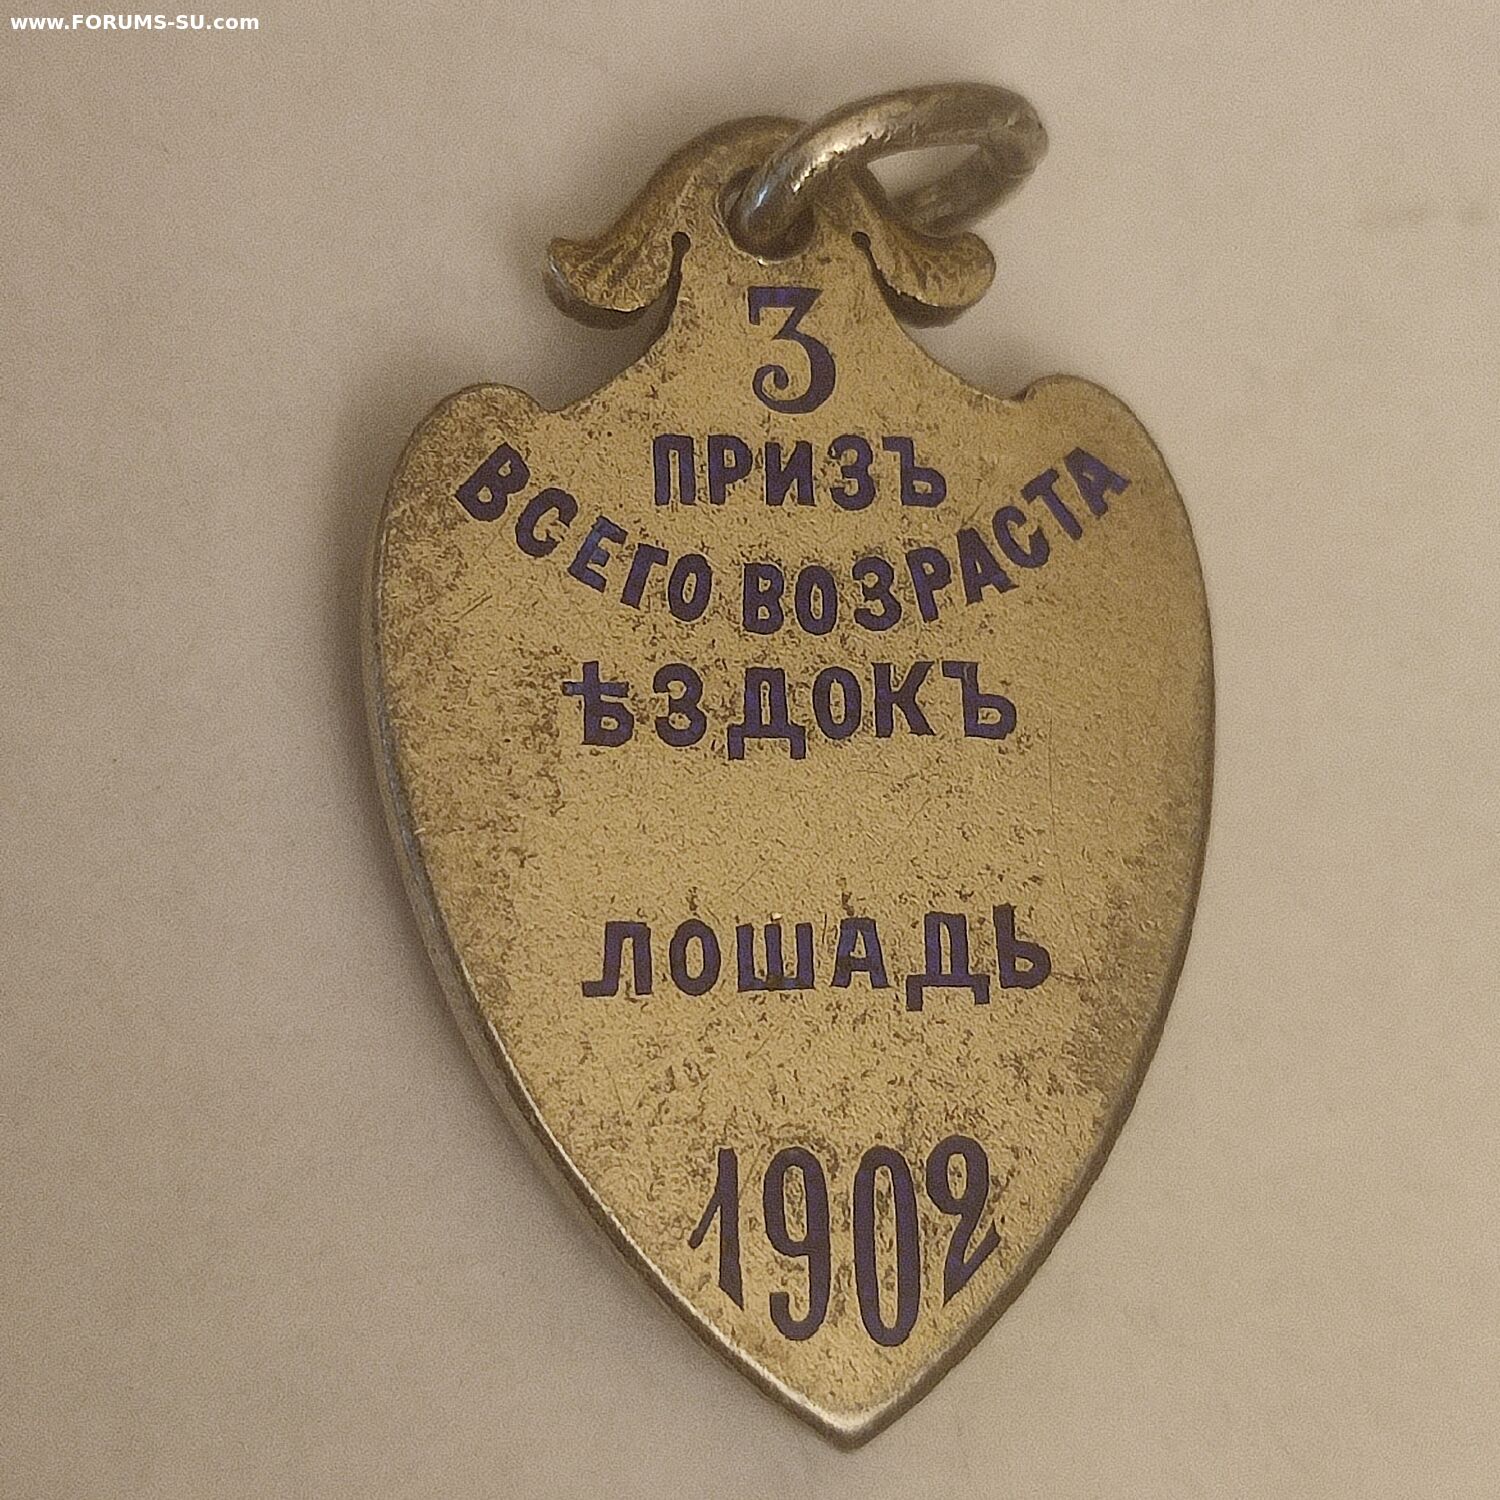 www.FORUMS-SU.com
3
ПРИЗЪ
ВСЕГО ВОЗРАСТА
ѢЗДОКЪ
ЛОШАДЬ
1902